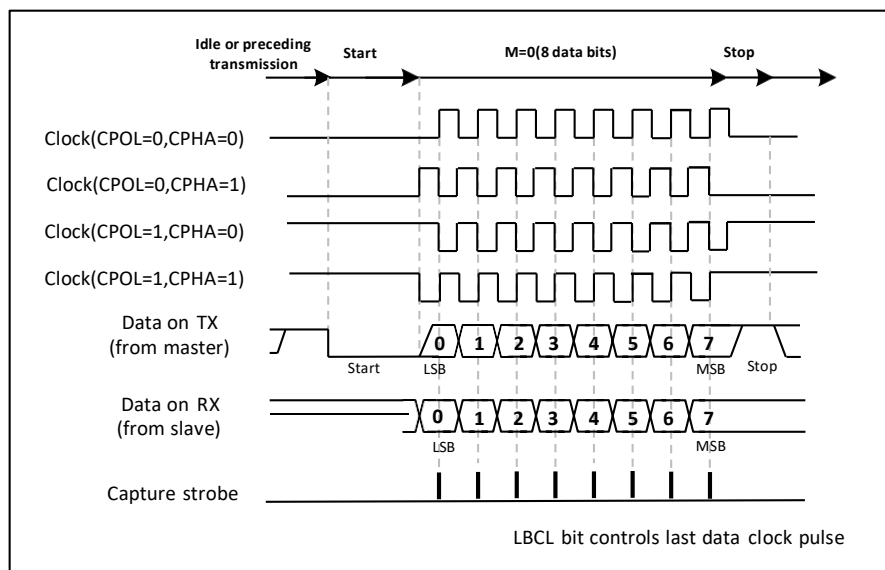 Idle or preceding
transmission
Start
M=0(8 data bits)
Stop
Clock(CPOL=0,CPHA=0)
Clock(CPOL=0,CPHA=1)
Clock(CPOL=1,CPHA=0)
Clock(CPOL=1,CPHA=1)
Data on TX
(from master)
0 1 2 3 4 5 6 7
Start
LSB
MSB
Stop
Data on RX
(from slave)
0 1 2 3 4 5 6 7
LSB
MSB
Capture strobe
LBCL bit controls last data clock pulse